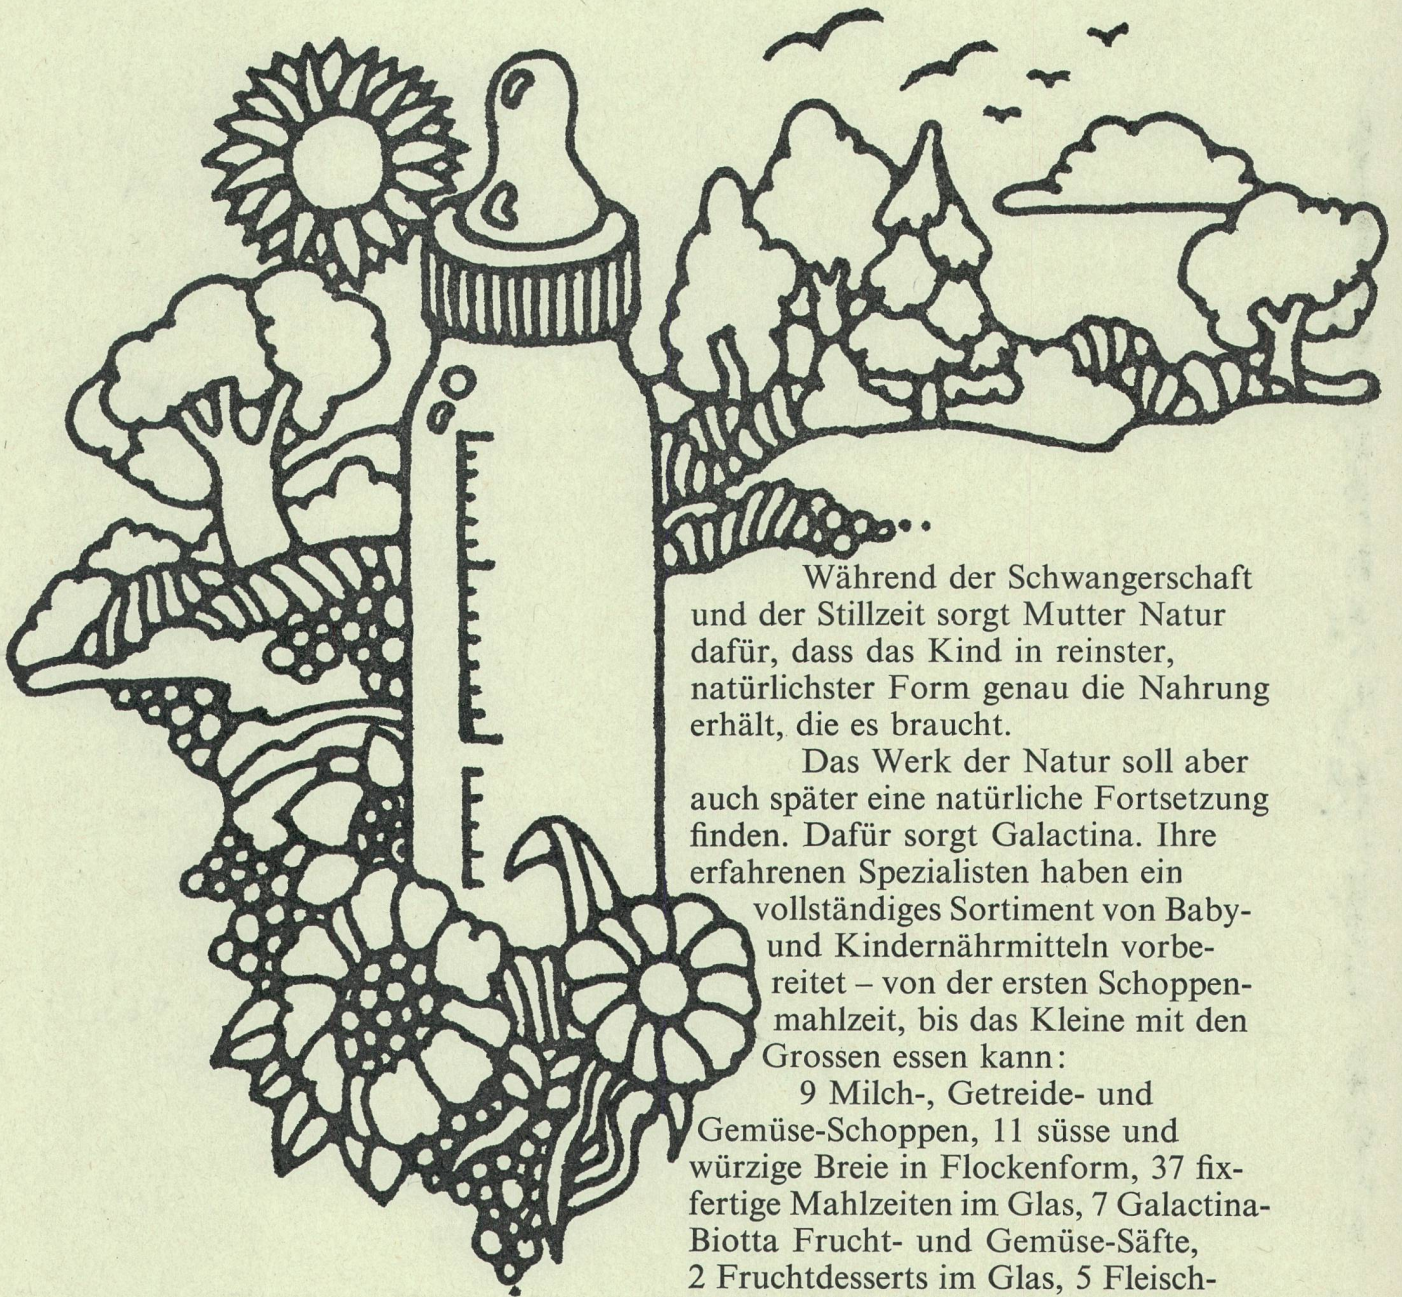 Während der Schwangerschaft
und der Stillzeit sorgt Mutter Natur
dafür, dass das Kind in reinster,
natürlichster Form genau die Nahrung
erhält, die es braucht.
Das Werk der Natur soll aber
auch später eine natürliche Fortsetzung
finden. Dafür sorgt Galactina. Ihre
erfahrenen Spezialisten haben ein
vollständiges Sortiment von Baby-
und Kindernährmitteln vorbe-
reitet – von der ersten Schoppen-
mahlzeit, bis das Kleine mit den
Grossen essen kann:
9 Milch-, Getreide- und
Gemüse-Schoppen, 11 süsse und
würzige Breie in Flockenform, 37 fix-
fertige Mahlzeiten im Glas, 7 Galactina-
Biotta Frucht- und Gemüse-Säfte,
2 Fruchtdesserts im Glas, 5 Fleisch-